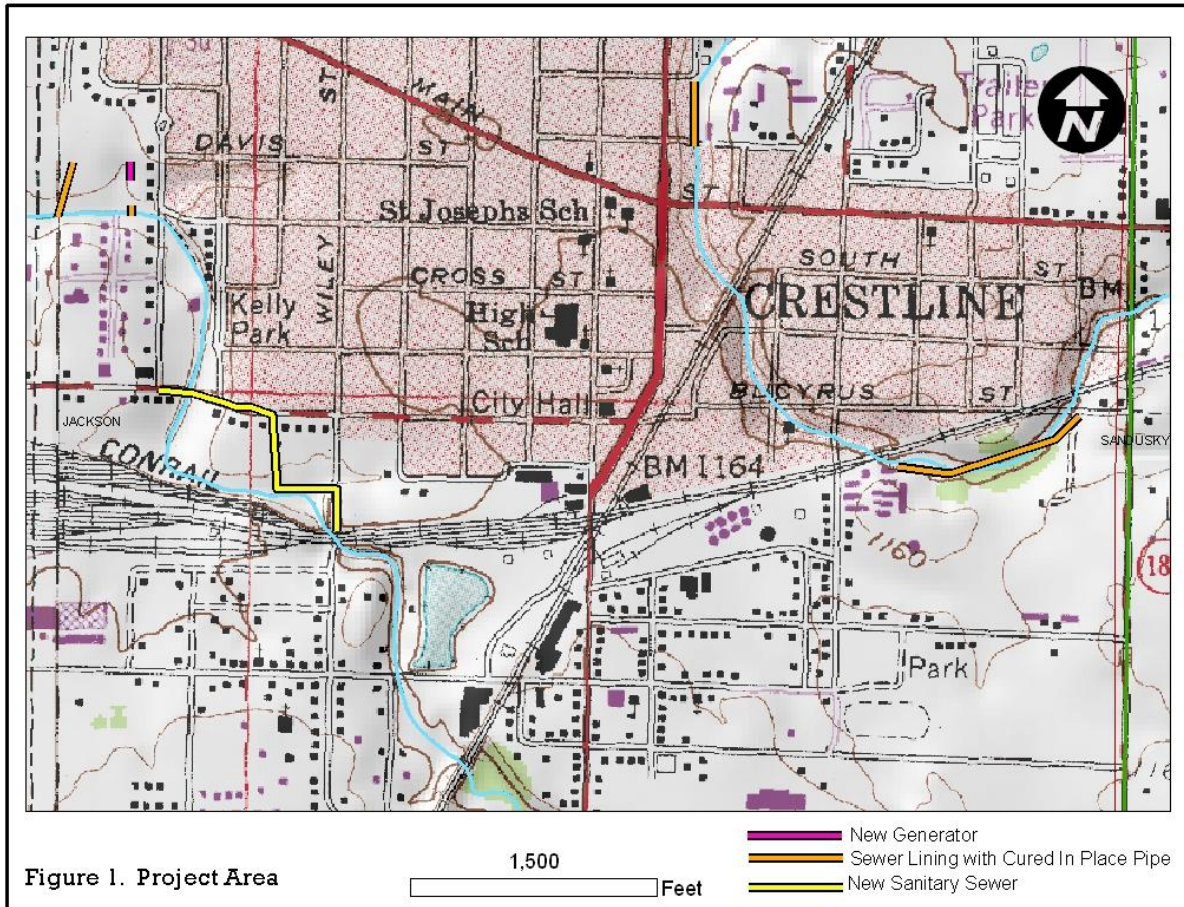 Trailer
Park
N
MAIN
ST
DAVIS
ST
ST
St Josephs Sch
CROSS
ST
SOUTH
ST
WILEY
Kelly
Park
High
Sch
CRESTLINE
BM
BUCYRUS
ST
City Hall
JACKSON
SANDUSKY
CONRAIL
BM 1164
1160
18
Park
Figure 1. Project Area
1,500
Feet
New Generator
Sewer Lining with Cured In Place Pipe
New Sanitary Sewer